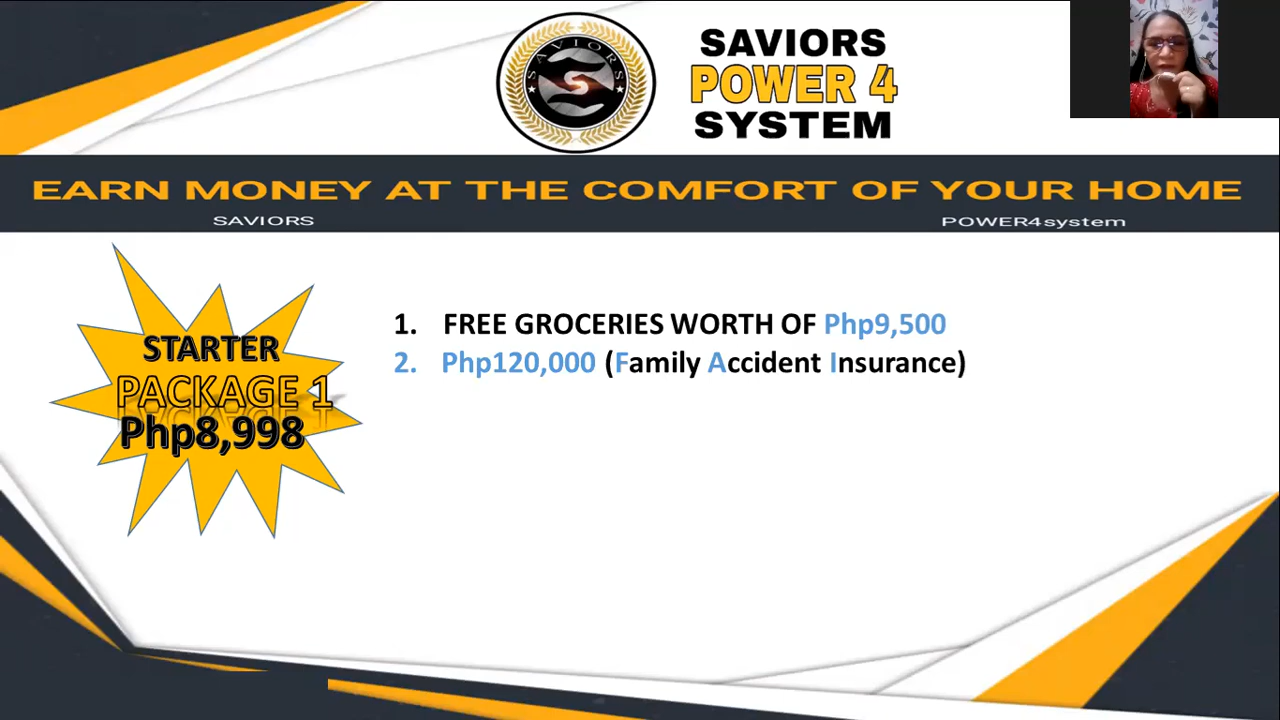 SAVIORS
SAVIORS
POWER 4
SYSTEM
EARN MONEY AT THE COMFORT OF YOUR HOME
SAVIORS
POWER4system
STARTER
PACKAGE 1
Php8,998
1. FREE GROCERIES WORTH OF Php9,500
2. Php120,000 (Family Accident Insurance)